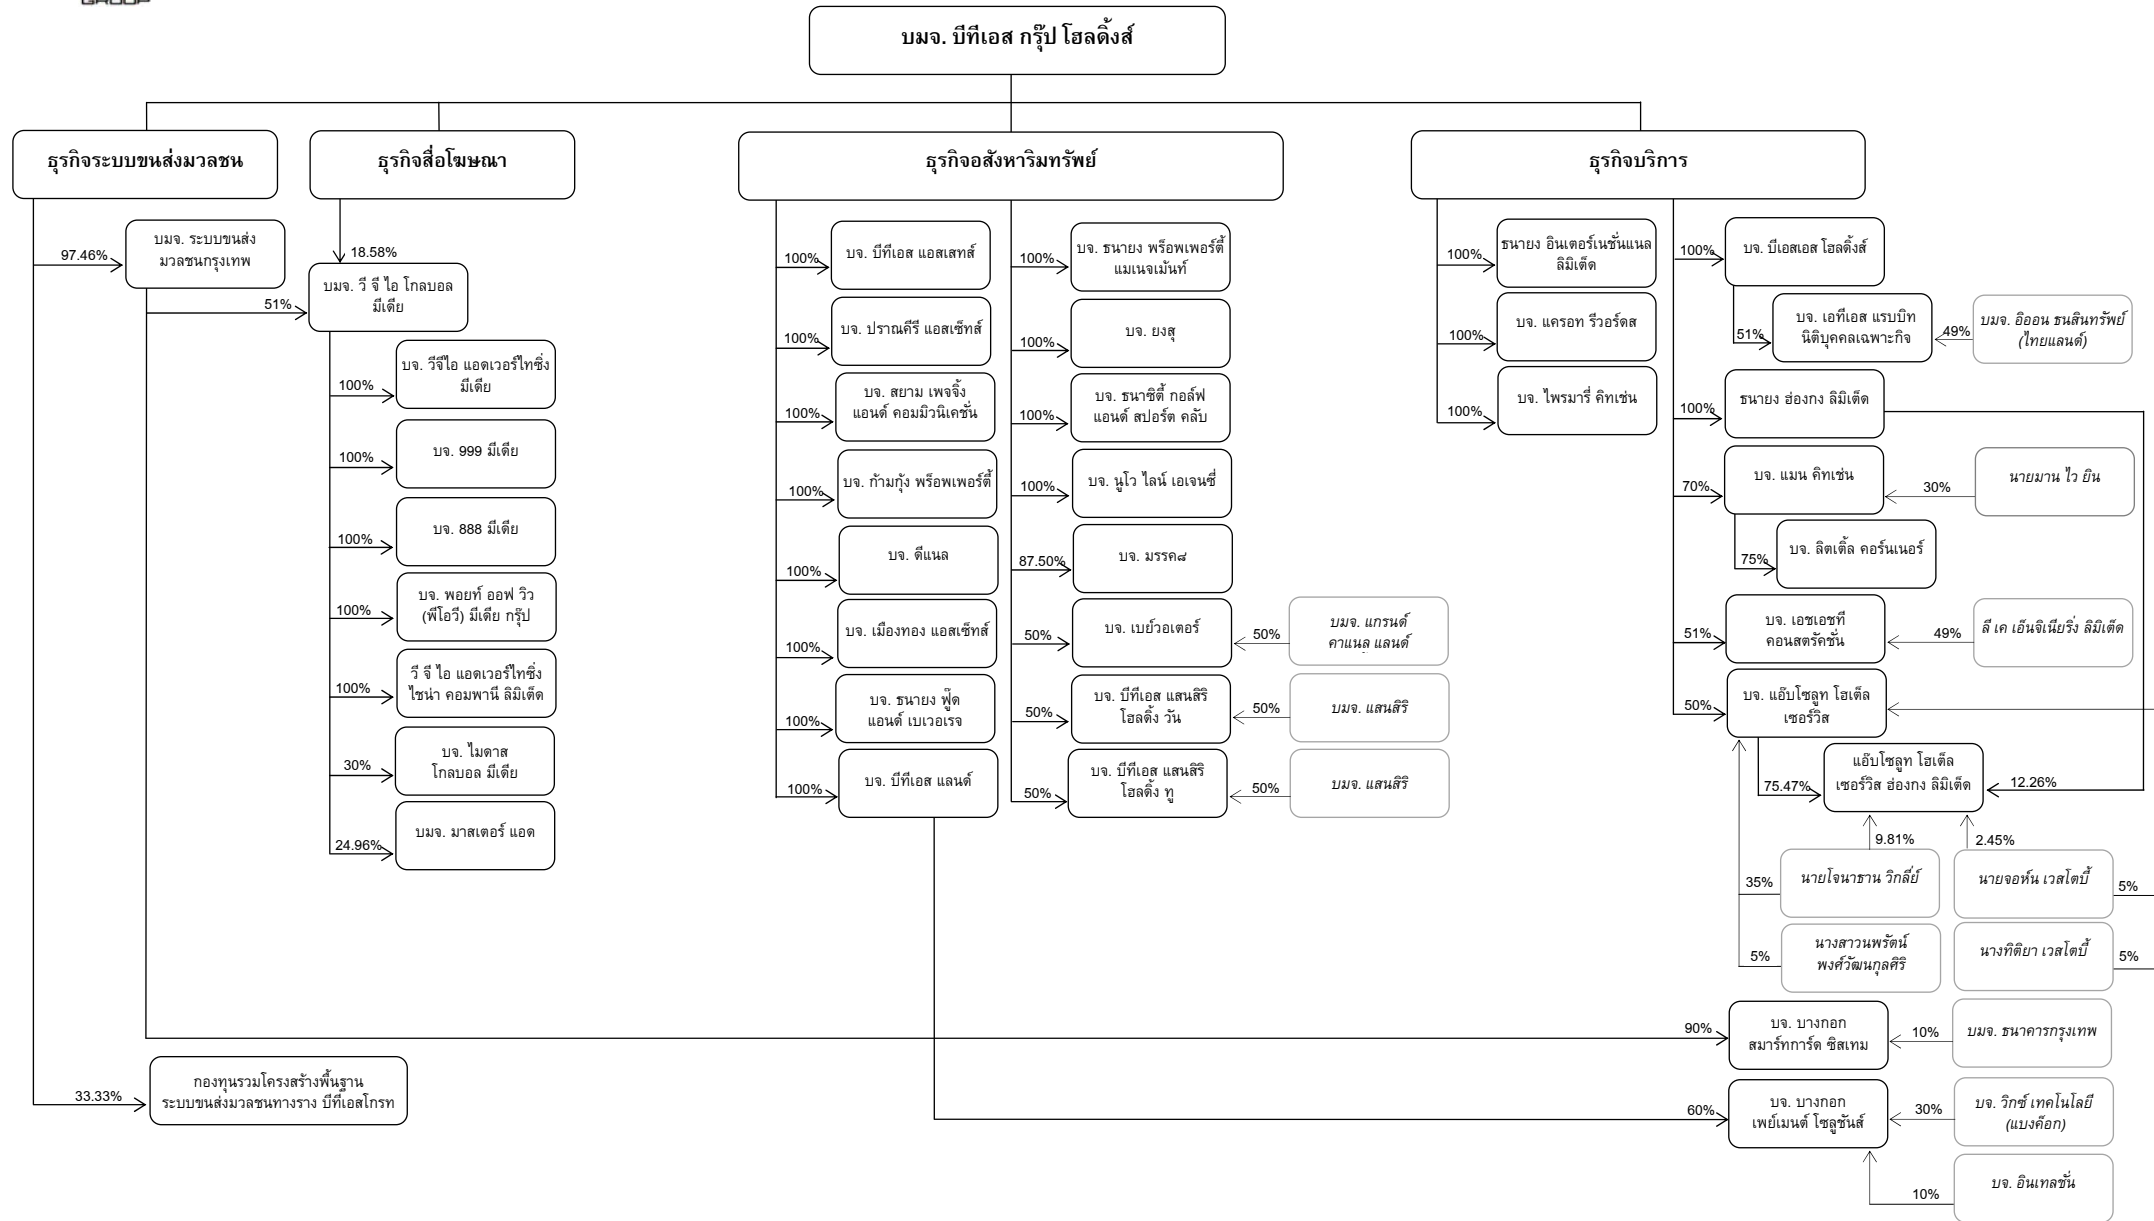 GROUP
บมจ. บีทีเอส กรุ๊ป โฮลดิ้งส์
ธุรกิจระบบขนส่งมวลชน
ธุรกิจสื่อโฆษณา
ธุรกิจอสังหาริมทรัพย์
ธุรกิจบริการ
97.46%
บมจ. ระบบขนส่ง
มวลชนกรุงเทพ
33.33%
กองทุนรวมโครงสร้างพื้นฐาน
ระบบขนส่งมวลชนทางราง บีทีเอสโกรท
18.58%
51%
บมจ. วี จี ไอ โกลบอล
มีเดีย
100%
บจ. วีจีไอ แอดเวอร์ไทซิ่ง
มีเดีย
100%
บจ. 999 มีเดีย
100%
บจ. 888 มีเดีย
100%
บจ. พอยท์ ออฟ วิว
(พีโอวี) มีเดีย กรุ๊ป
100%
วี จี ไอ แอดเวอร์ไทซิ่ง
ไชน่า คอมพานี ลิมิเต็ด
30%
บจ. ไมดาส
โกลบอล มีเดีย
24.96%
บมจ. มาสเตอร์ แอด
100%
บจ. บีทีเอส แอสเสทส์
100%
บจ. ปราณคีรี แอสเซ็ทส์
100%
บจ. สยาม เพจจิ้ง
แอนด์ คอมมิวนิเคชั่น
100%
บจ. ก้ามกุ้ง พร็อพเพอร์ตี้
100%
บจ. ดีแนล
100%
บจ. เมืองทอง แอสเซ็ทส์
100%
บจ. ธนายง ฟู้ด
แอนด์ เบเวอเรจ
100%
บจ. บีทีเอส แลนด์
100%
บจ. ธนายง พร็อพเพอร์ตี้
แมเนจเม้นท์
100%
บจ. ยงสุ
100%
บจ. ธนาซิตี้ กอล์ฟ
แอนด์ สปอร์ต คลับ
100%
บจ. นูโว ไลน์ เอเจนซี่
87.50%
บจ. มรรค๘
50%
บจ. เบย์วอเตอร์
50%
บมจ. แกรนด์
คาแนล แลนด์
50%
บจ. บีทีเอส แสนสิริ
โฮลดิ้ง วัน
50%
บมจ. แสนสิริ
50%
บจ. บีทีเอส แสนสิริ
โฮลดิ้ง ทู
50%
บมจ. แสนสิริ
100%
ธนายง อินเตอร์เนชั่นแนล
ลิมิเต็ด
100%
บจ. แครอท รีวอร์ดส
100%
บจ. ไพรมารี่ คิทเช่น
100%
บจ. บีเอสเอส โฮลดิ้งส์
51%
บจ. เอทีเอส แรบบิท
นิติบุคคลเฉพาะกิจ
49%
บมจ. อิออน ธนสินทรัพย์
(ไทยแลนด์)
100%
ธนายง ฮ่องกง ลิมิเต็ด
70%
บจ. แมน คิทเช่น
30%
นายมาน ไว ยิน
75%
บจ. ลิตเติ้ล คอร์นเนอร์
51%
บจ. เอชเอชที
คอนสตรัคชั่น
49%
ลี เค เอ็นจิเนียริ่ง ลิมิเต็ด
50%
บจ. แอ๊บโซลูท โฮเต็ล
เซอร์วิส
75.47%
แอ๊บโซลูท โฮเต็ล
เซอร์วิส ฮ่องกง ลิมิเต็ด
12.26%
9.81%
2.45%
35%
นายโจนาธาน วิกลี่ย์
นายจอห์น เวสโตบี้
5%
5%
นางสาวนพรัตน์
พงศ์วัฒนกุลศิริ
นางทิติยา เวสโตบี้
5%
90%
บจ. บางกอก
สมาร์ทการ์ด ซิสเทม
10%
บมจ. ธนาคารกรุงเทพ
60%
บจ. บางกอก
เพย์เมนต์ โซลูชันส์
30%
บจ. วิกซ์ เทคโนโลยี
(แบงค็อก)
10%
บจ. อินเทลชั่น